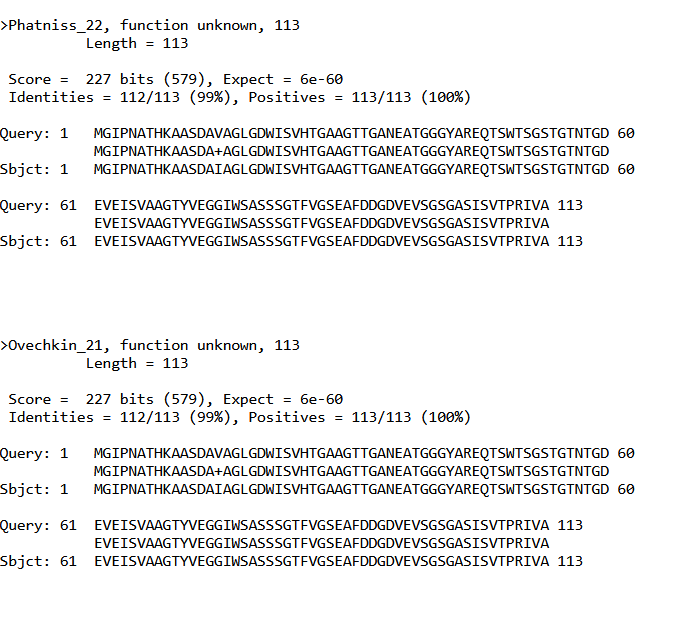 >Phatniss_22, function unknown, 113
Length = 113
Score =  227 bits (579), Expect = 6e-60
Identities = 112/113 (99%), Positives = 113/113 (100%)
Query: 1   MGIPNATHKAASDAVAGLGDWISVHTGAAGTTGANEATGGGYAREQTSWTSGSTGTNTGD 60
MGIPNATHKAASDA+AGLGDWISVHTGAAGTTGANEATGGGYAREQTSWTSGSTGTNTGD
Sbjct: 1   MGIPNATHKAASDAIAGLGDWISVHTGAAGTTGANEATGGGYAREQTSWTSGSTGTNTGD 60
Query: 61  EVEISVAAGTYVEGGIWSASSSGTFVGSEAFDDGDVEVSGSGASISVTPRIVA 113
EVEISVAAGTYVEGGIWSASSSGTFVGSEAFDDGDVEVSGSGASISVTPRIVA
Sbjct: 61  EVEISVAAGTYVEGGIWSASSSGTFVGSEAFDDGDVEVSGSGASISVTPRIVA 113
>Ovechkin_21, function unknown, 113
Length = 113
Score =  227 bits (579), Expect = 6e-60
Identities = 112/113 (99%), Positives = 113/113 (100%)
Query: 1   MGIPNATHKAASDAVAGLGDWISVHTGAAGTTGANEATGGGYAREQTSWTSGSTGTNTGD 60
MGIPNATHKAASDA+AGLGDWISVHTGAAGTTGANEATGGGYAREQTSWTSGSTGTNTGD
Sbjct: 1   MGIPNATHKAASDAIAGLGDWISVHTGAAGTTGANEATGGGYAREQTSWTSGSTGTNTGD 60
Query: 61  EVEISVAAGTYVEGGIWSASSSGTFVGSEAFDDGDVEVSGSGASISVTPRIVA 113
EVEISVAAGTYVEGGIWSASSSGTFVGSEAFDDGDVEVSGSGASISVTPRIVA
Sbjct: 61  EVEISVAAGTYVEGGIWSASSSGTFVGSEAFDDGDVEVSGSGASISVTPRIVA 113